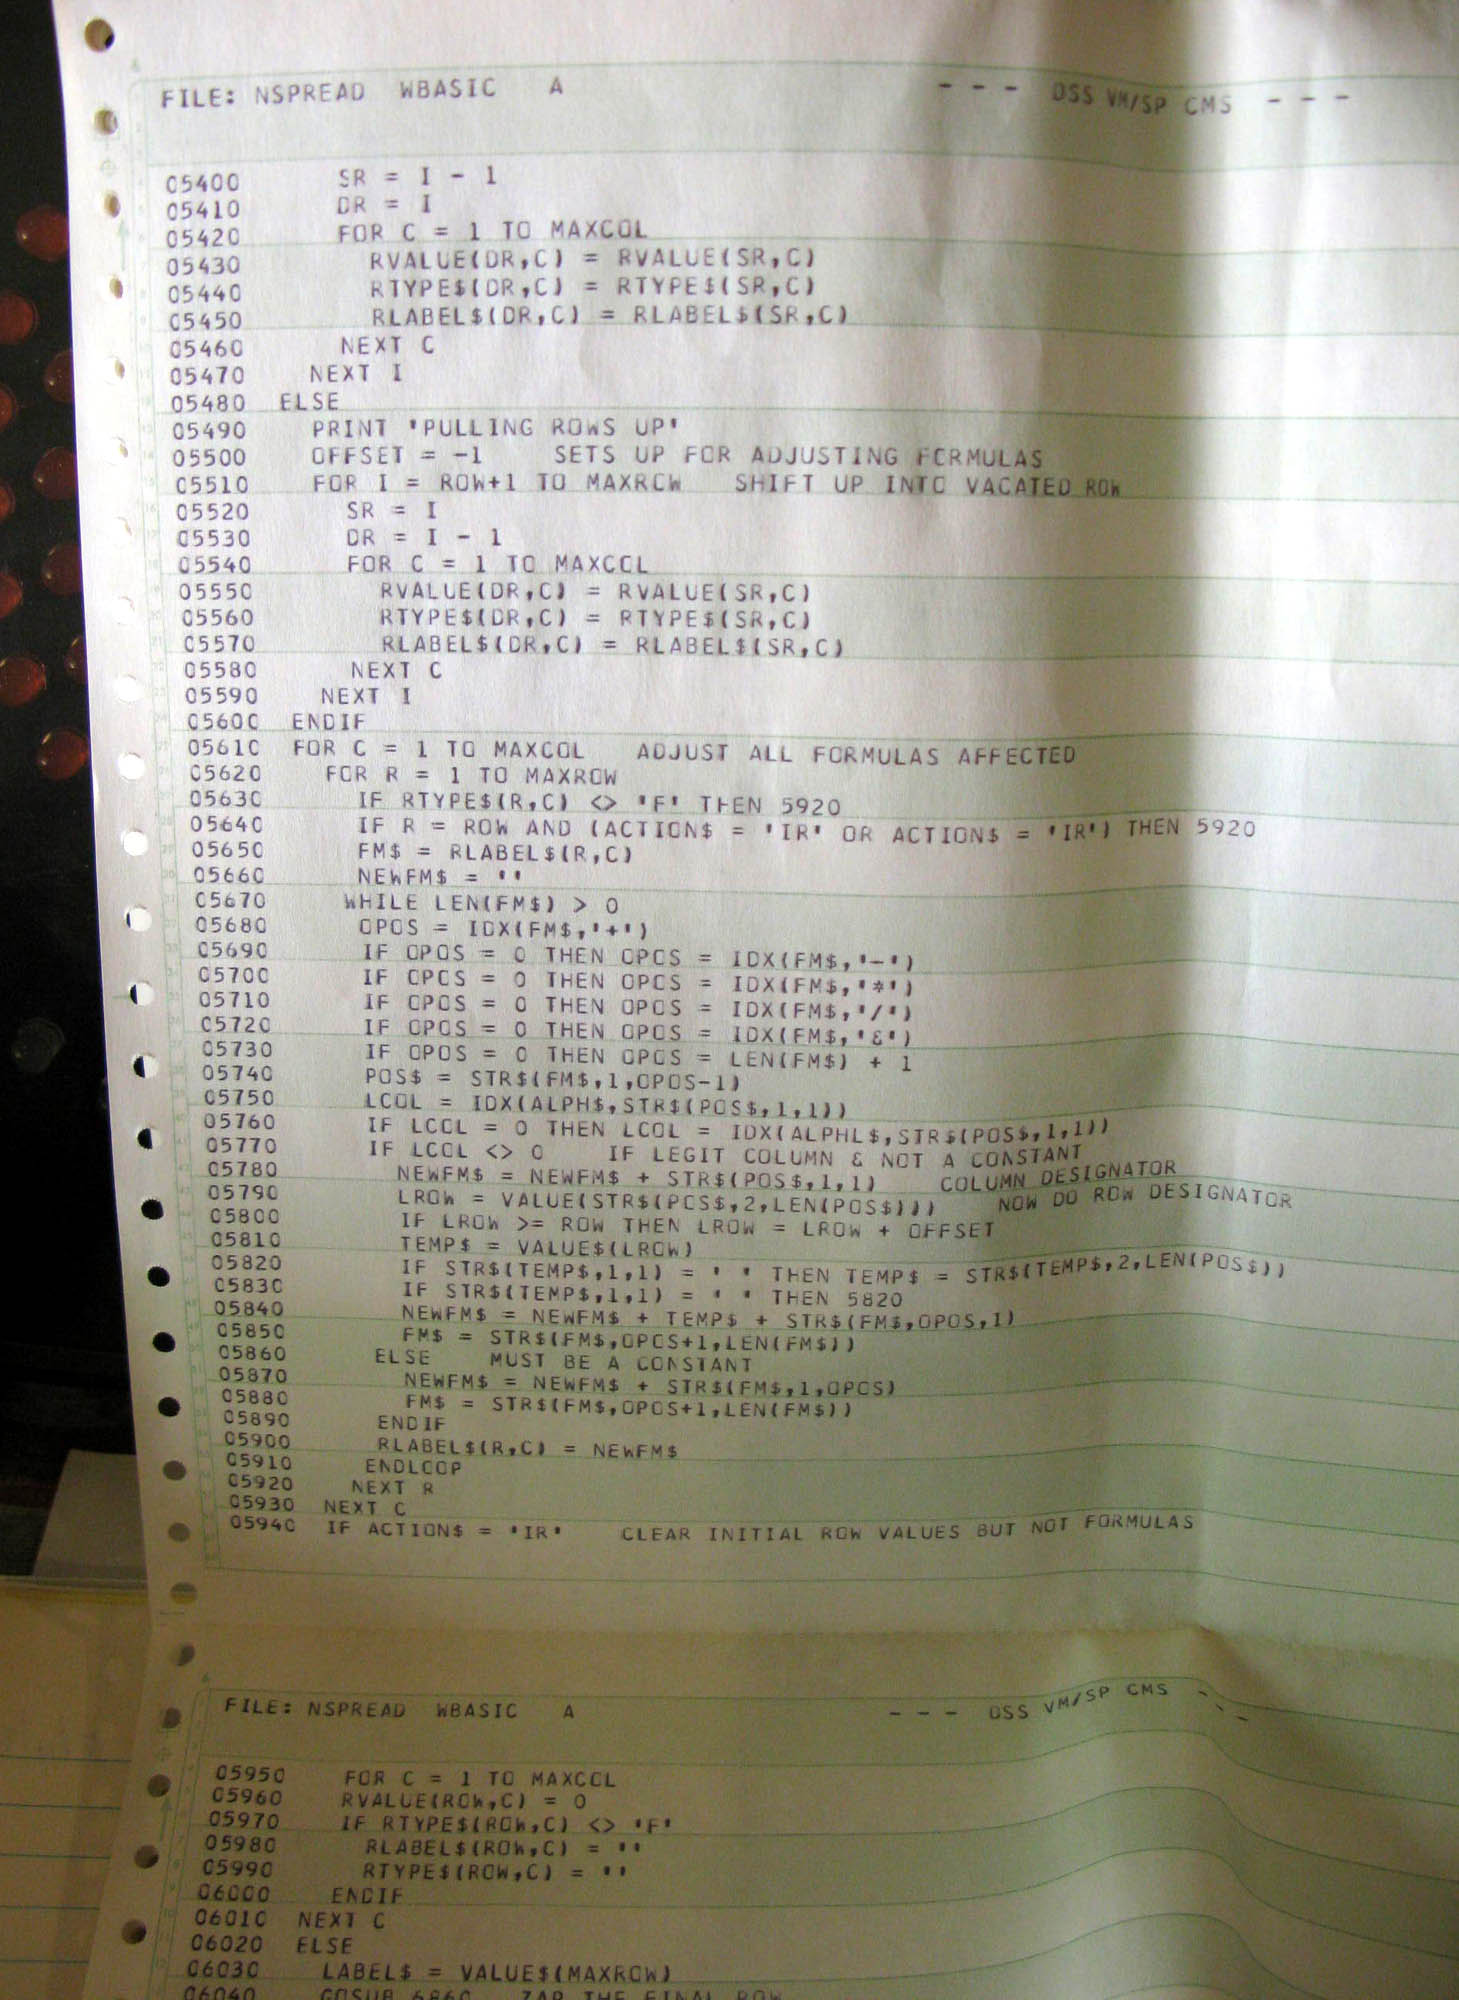 FILE: NSPREAD  WBASIC   A                    - - -  OSS VM/SP CMS  - - -
05400      SR = I - 1
05410      DR = I
05420      FOR C = 1 TO MAXCOL
05430        RVALUE(DR,C) = RVALUE(SR,C)
05440        RTYPE$(DR,C) = RTYPE$(SR,C)
05450        RLABEL$(DR,C) = RLABEL$(SR,C)
05460      NEXT C
05470    NEXT I
05480  ELSE
05490    PRINT 'PULLING ROWS UP'
05500    OFFSET = -1    SETS UP FOR ADJUSTING FORMULAS
05510    FOR I = ROW+1 TO MAXROW   SHIFT UP INTO VACATED ROW
05520      SR = I
05530      DR = I - 1
05540      FOR C = 1 TO MAXCOL
05550        RVALUE(DR,C) = RVALUE(SR,C)
05560        RTYPE$(DR,C) = RTYPE$(SR,C)
05570        RLABEL$(DR,C) = RLABEL$(SR,C)
05580      NEXT C
05590    NEXT I
05600  ENDIF
05610  FOR C = 1 TO MAXCOL   ADJUST ALL FORMULAS AFFECTED
05620    FOR R = 1 TO MAXROW
05630      IF RTYPE$(R,C) <> 'F' THEN 5920
05640      IF R = ROW AND (ACTION$ = 'IR' OR ACTION$ = 'IR') THEN 5920
05650      FM$ = RLABEL$(R,C)
05660      NEWFM$ = ''
05670     WHILE LEN(FM$) > 0
05680      OPOS = IDX(FM$,'+')
05690      IF OPOS = 0 THEN OPOS = IDX(FM$,'-')
05700      IF OPOS = 0 THEN OPOS = IDX(FM$,'*')
05710      IF OPOS = 0 THEN OPOS = IDX(FM$,'/')
05720      IF OPOS = 0 THEN OPOS = IDX(FM$,'&')
05730      IF OPOS = 0 THEN OPOS = LEN(FM$) + 1
05740      POS$ = STR$(FM$,1,OPOS-1)
05750      LCOL = IDX(ALPH$,STR$(POS$,1,1))
05760      IF LCOL = 0 THEN LCOL = IDX(ALPHL$,STR$(POS$,1,1))
05770      IF LCOL <> 0    IF LEGIT COLUMN & NOT A CONSTANT
05780        NEWFM$ = NEWFM$ + STR$(POS$,1,1)    COLUMN DESIGNATOR
05790        LROW = VALUE(STR$(POS$,2,LEN(POS$)))    NOW DO ROW DESIGNATOR
05800        IF LROW >= ROW THEN LROW = LROW + OFFSET
05810        TEMP$ = VALUE$(LROW)
05820        IF STR$(TEMP$,1,1) = ' ' THEN TEMP$ = STR$(TEMP$,2,LEN(POS$))
05830        IF STR$(TEMP$,1,1) = ' ' THEN 5820
05840        NEWFM$ = NEWFM$ + TEMP$ + STR$(FM$,OPOS,1)
05850        FM$ = STR$(FM$,OPOS+1,LEN(FM$))
05860      ELSE    MUST BE A CONSTANT
05870        NEWFM$ = NEWFM$ + STR$(FM$,1,OPOS)
05880        FM$ = STR$(FM$,OPOS+1,LEN(FM$))
05890      ENDIF
05900      RLABEL$(R,C) = NEWFM$
05910     ENDLOOP
05920    NEXT R
05930  NEXT C
05940  IF ACTION$ = 'IR'    CLEAR INITIAL ROW VALUES BUT NOT FORMULAS
FILE: NSPREAD  WBASIC   A                    - - -  OSS VM/SP CMS  - - -
05950    FOR C = 1 TO MAXCOL
05960    RVALUE(ROW,C) = 0
05970    IF RTYPE$(ROW,C) <> 'F'
05980      RLABEL$(ROW,C) = ''
05990      RTYPE$(ROW,C) = ''
06000    ENDIF
06010  NEXT C
06020  ELSE
06030    LABEL$ = VALUE$(MAXROW)
06040    GOSUB 6860   ZAP THE FINAL ROW